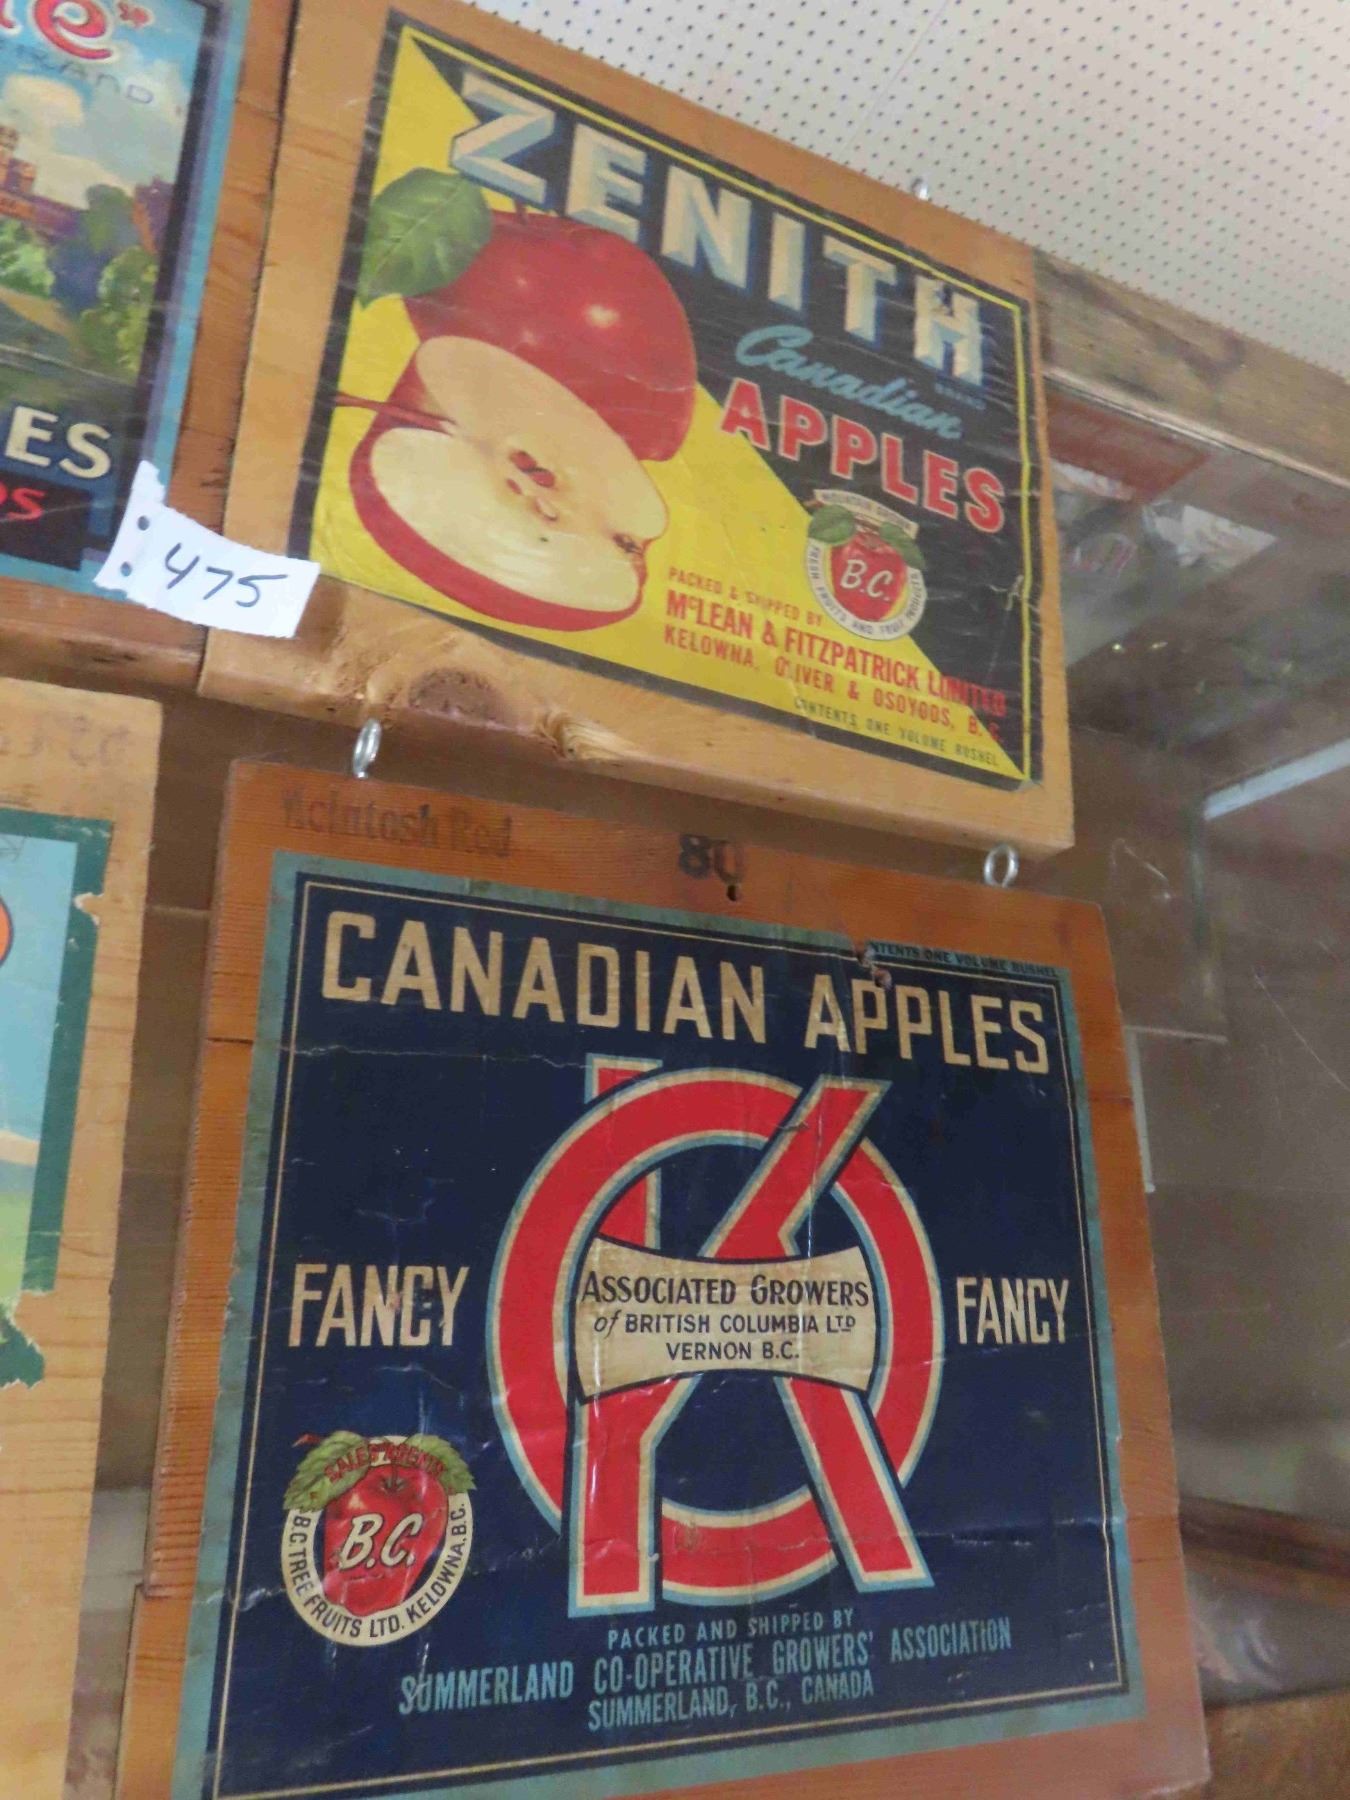 e"
BRAND
ES
475
ZENITH
BRAND
Canadian
APPLES
B.C.
PACKED & SHIPPED BY
McLEAN & FITZPATRICK LIMITED
KELOWNA, OLIVER & OSOYOOS, B.C.
CONTENTS ONE VOLUME BUSHEL
McIntosh Red
80
CONTENTS ONE VOLUME BUSHEL
CANADIAN APPLES
OK
FANCY
ASSOCIATED GROWERS
of BRITISH COLUMBIA LTD
VERNON B.C.
FANCY
SALES AGENTS
B.C.
B.C. TREE FRUITS LTD. KELOWNA, B.C.
PACKED AND SHIPPED BY
SUMMERLAND CO-OPERATIVE GROWERS' ASSOCIATION
SUMMERLAND, B.C., CANADA